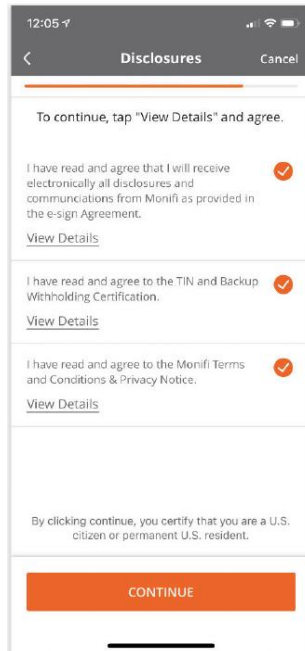 12:05
Disclosures
Cancel
To continue, tap "View Details" and agree.
I have read and agree that I will receive
electronically all disclosures and
communciations from Monifi as provided in
the e-sign Agreement.
View Details
I have read and agree to the TIN and Backup
Withholding Certification.
View Details
I have read and agree to the Monifi Terms
and Conditions & Privacy Notice.
View Details
By clicking continue, you certify that you are a U.S.
citizen or permanent U.S. resident.
CONTINUE